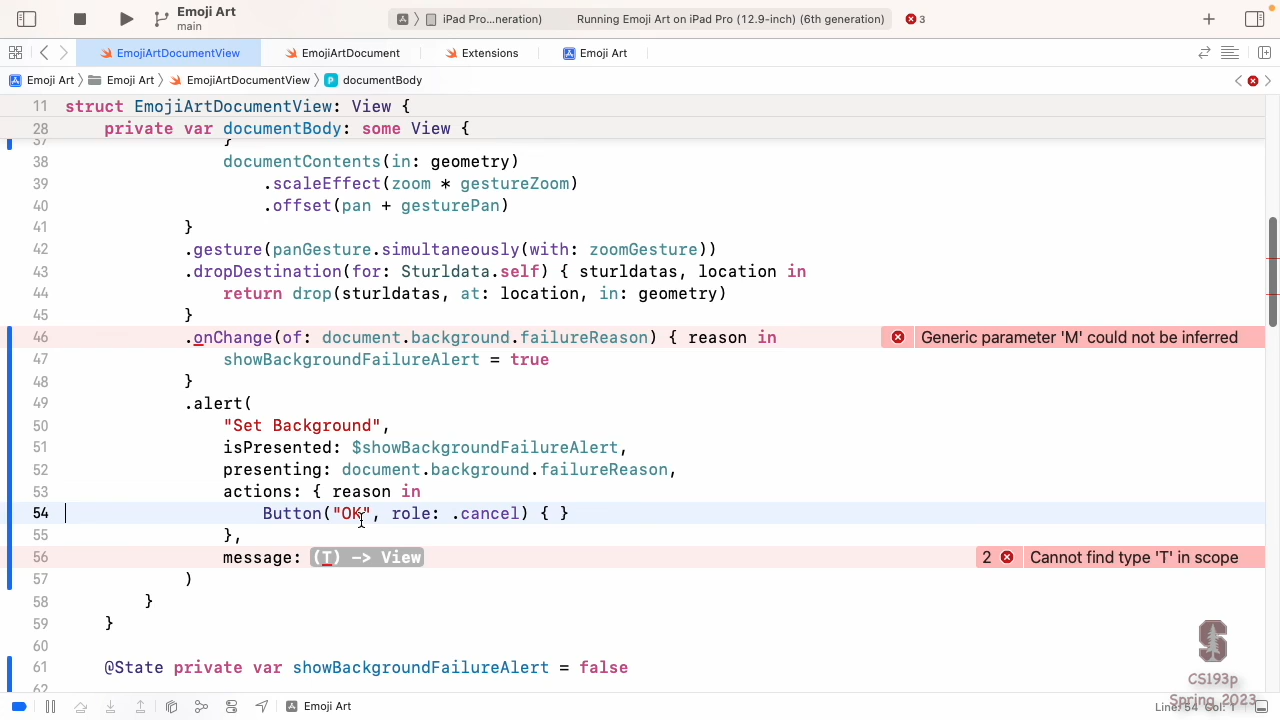 Emoji Art
main
iPad Pro...neration)
Running Emoji Art on iPad Pro (12.9-inch) (6th generation)
3
EmojiArtDocumentView
EmojiArtDocument
Extensions
Emoji Art
Emoji Art
Emoji Art
EmojiArtDocumentView
P documentBody
11 struct EmojiArtDocumentView: View {
28 private var documentBody: some View {
37 }
38 documentContents(in: geometry)
39 .scaleEffect(zoom * gestureZoom)
40 .offset(pan + gesturePan)
41 }
42 .gesture(panGesture.simultaneously(with: zoomGesture))
43 .dropDestination(for: Sturldata.self) { sturldatas, location in
44 return drop(sturldatas, at: location, in: geometry)
45 }
46 .onChange(of: document.background.failureReason) { reason in
Generic parameter 'M' could not be inferred
47 showBackgroundFailureAlert = true
48 }
49 .alert(
50 "Set Background",
51 isPresented: $showBackgroundFailureAlert,
52 presenting: document.background.failureReason,
53 actions: { reason in
54 Button("OK", role: .cancel) { }
55 },
56 message: (T) -> View
2 Cannot find type 'T' in scope
57 )
58 }
59 }
60
61 @State private var showBackgroundFailureAlert = false
62
CS193p
Spring 2023
Emoji Art
Line: 54 Col: 1